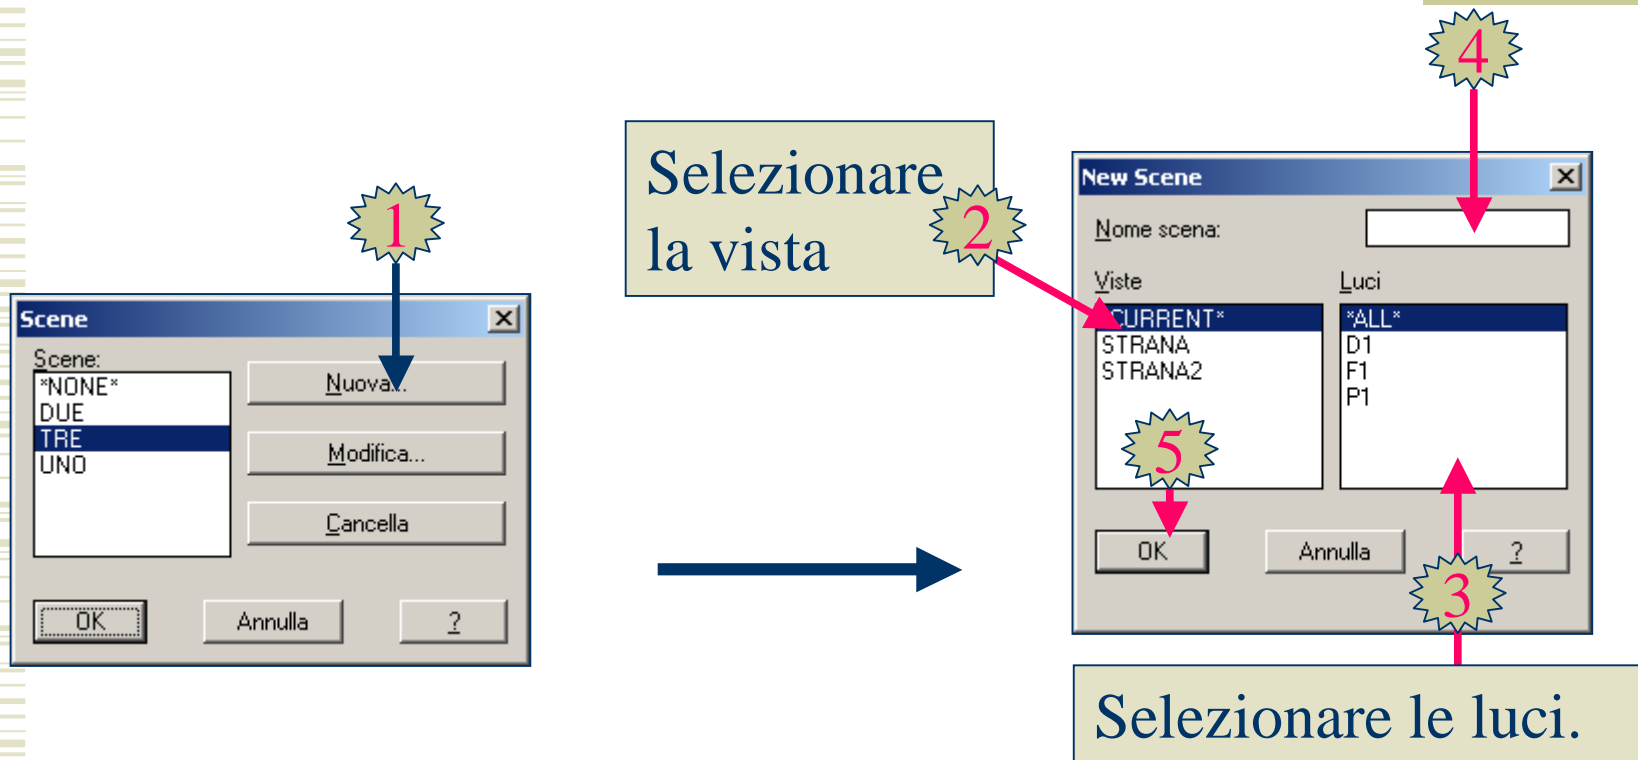 4
Selezionare
la vista
1
2
New Scene
Nome scena:
Viste
Luci
*CURRENT*
STRANA
STRANA2
*ALL*
D1
F1
P1
5
OK
Annulla
?
3
Scene
Scene:
*NONE*
DUE
TRE
UNO
Nuova...
Modifica...
Cancella
OK
Annulla
?
Selezionare le luci.